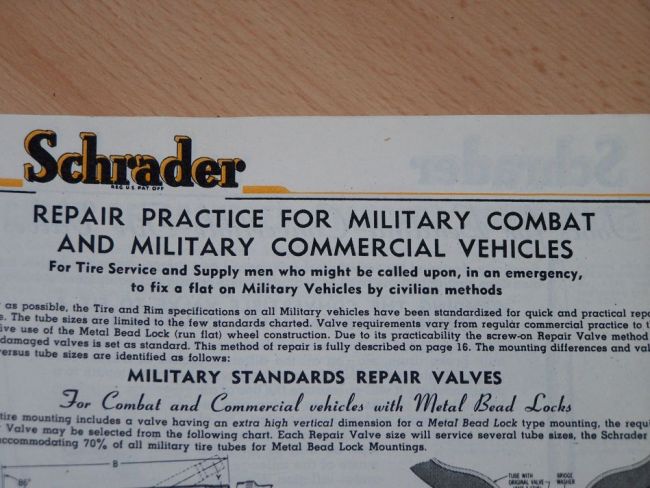 Schrader
REG U.S. PAT. OFF
REPAIR PRACTICE FOR MILITARY COMBAT
AND MILITARY COMMERCIAL VEHICLES
For Tire Service and Supply men who might be called upon, in an emergency,
to fix a flat on Military Vehicles by civilian methods
as possible, the Tire and Rim specifications on all Military vehicles have been standardized for quick and practical
The tube sizes are limited to the few standards charted. Valve requirements vary from regular commercial practice to
use of the Metal Bead Lock (run flat) wheel construction. Due to its practicability the screw-on Repair Valve method
damaged valves is set as standard. This method of repair is fully described on page 16. The mounting differences and
versus tube sizes are identified as follows:
MILITARY STANDARDS REPAIR VALVES
For Combat and Commercial vehicles with Metal Bead Locks
tire mounting includes a valve having an extra high vertical dimension for a Metal Bead Lock type mounting, the
Valve may be selected from the following chart. Each Repair Valve size will service several tube sizes, the Schrader
accommodating 70% of all military tire tubes for Metal Bead Lock Mountings.
B
86°
TUBE WITH
ORIGINAL VALVE
BRIDGE
WASHER